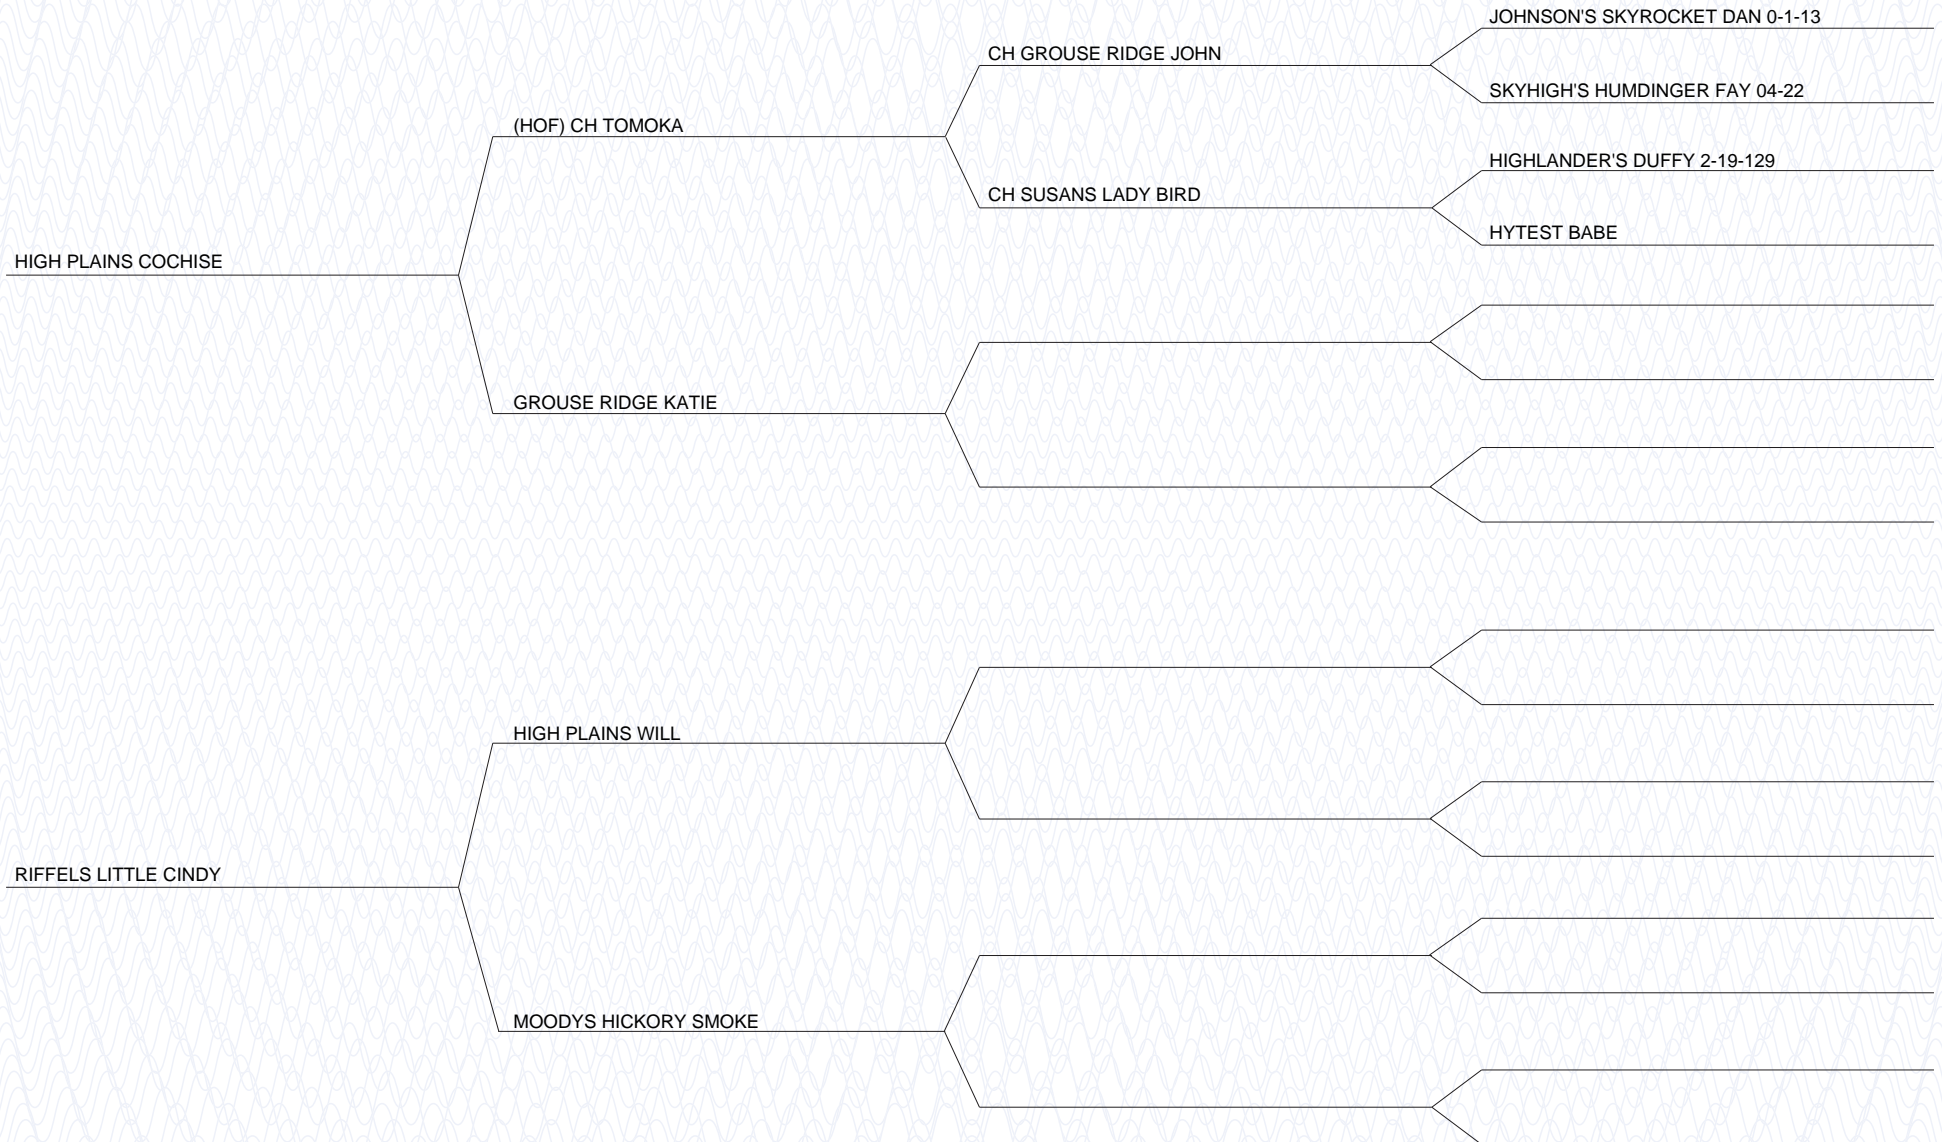 JOHNSON'S SKYROCKET DAN 0-1-13
CH GROUSE RIDGE JOHN
SKYHIGH'S HUMDINGER FAY 04-22
(HOF) CH TOMOKA
HIGHLANDER'S DUFFY 2-19-129
CH SUSANS LADY BIRD
HYTEST BABE
HIGH PLAINS COCHISE
GROUSE RIDGE KATIE
HIGH PLAINS WILL
RIFFELS LITTLE CINDY
MOODYS HICKORY SMOKE